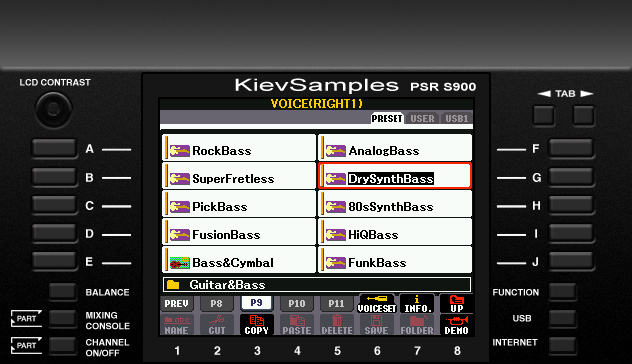 LCD CONTRAST
KievSamples PSR S900
TAB
VOICE(RIGHT1)
PRESET USER USB1
A RockBass AnalogBass F
B SuperFretless DrySynthBass G
C PickBass 80sSynthBass H
D FusionBass HiQBass I
E Bass&Cymbal FunkBass J
Guitar&Bass
BALANCE
FUNCTION
PREV P8 P9 P10 P11 VOICESET INFO. UP
PART MIXING CONSOLE
USB
NAME CUT COPY PASTE DELETE SAVE FOLDER DEMO
PART CHANNEL ON/OFF
INTERNET
1 2 3 4 5 6 7 8